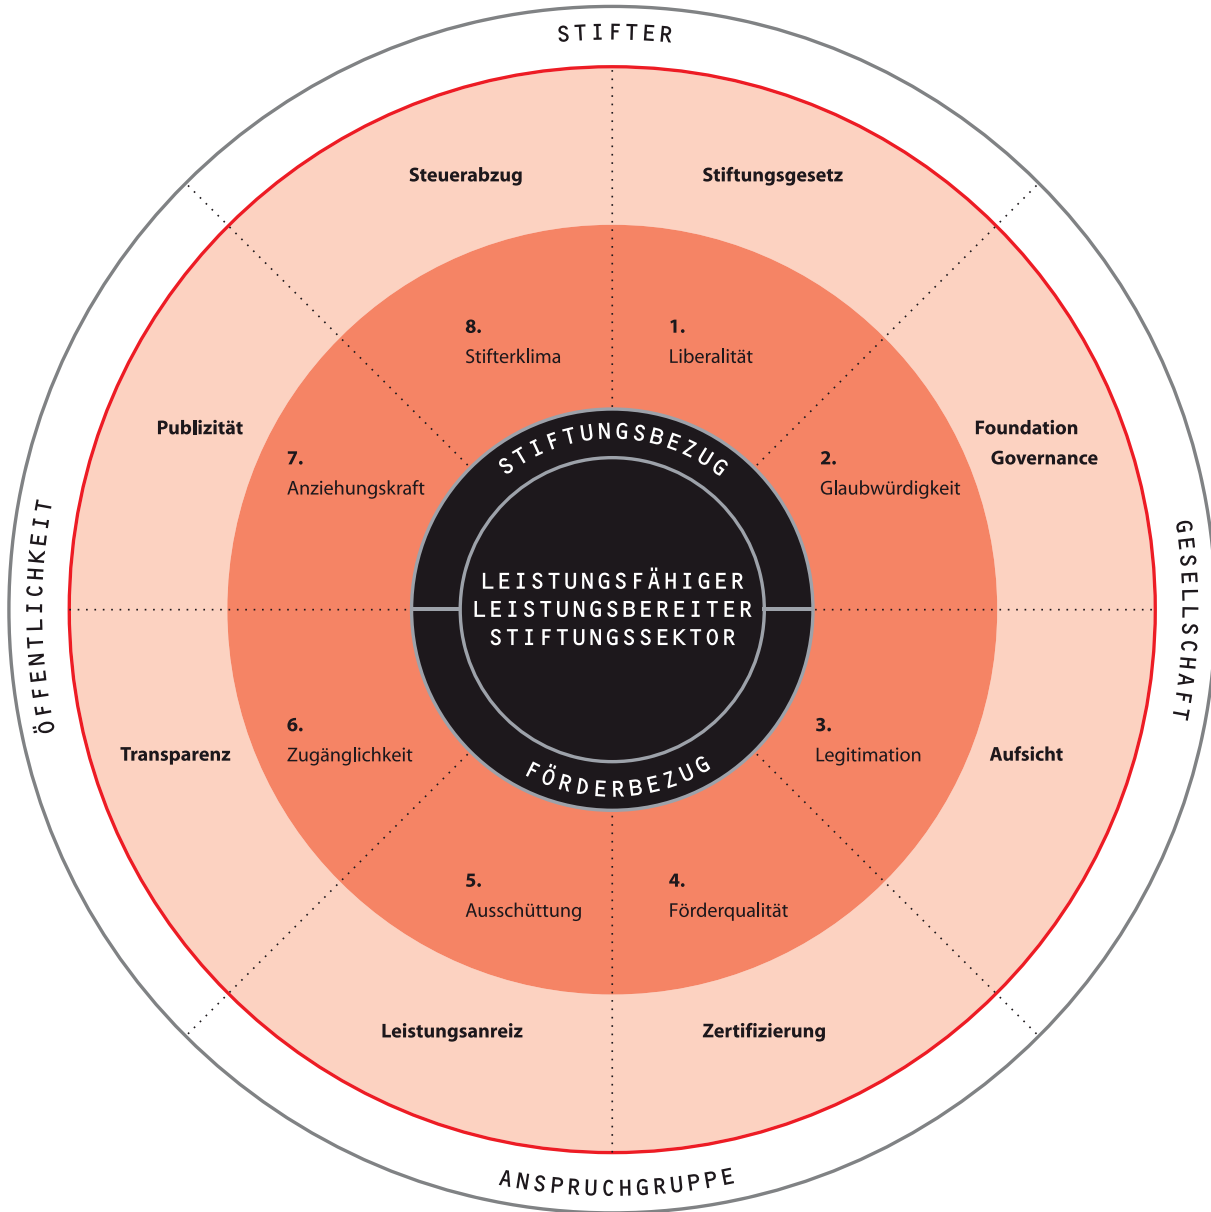 STIFTER
Steuerabzug
Stiftungsgesetz
8.
Stifterklima
1.
Liberalität
Publizität
7.
Anziehungskraft
STIFTUNGSBEZUG
2.
Glaubwürdigkeit
Foundation
Governance
ÖFFENTLICHKEIT
GESELLSCHAFT
LEISTUNGSFÄHIGER
LEISTUNGSBEREITER
STIFTUNGSSEKTOR
Transparenz
6.
Zugänglichkeit
FÖRDERBEZUG
3.
Legitimation
Aufsicht
5.
Ausschüttung
4.
Förderqualität
Leistungsanreiz
Zertifizierung
ANSPRUCHGRUPPE